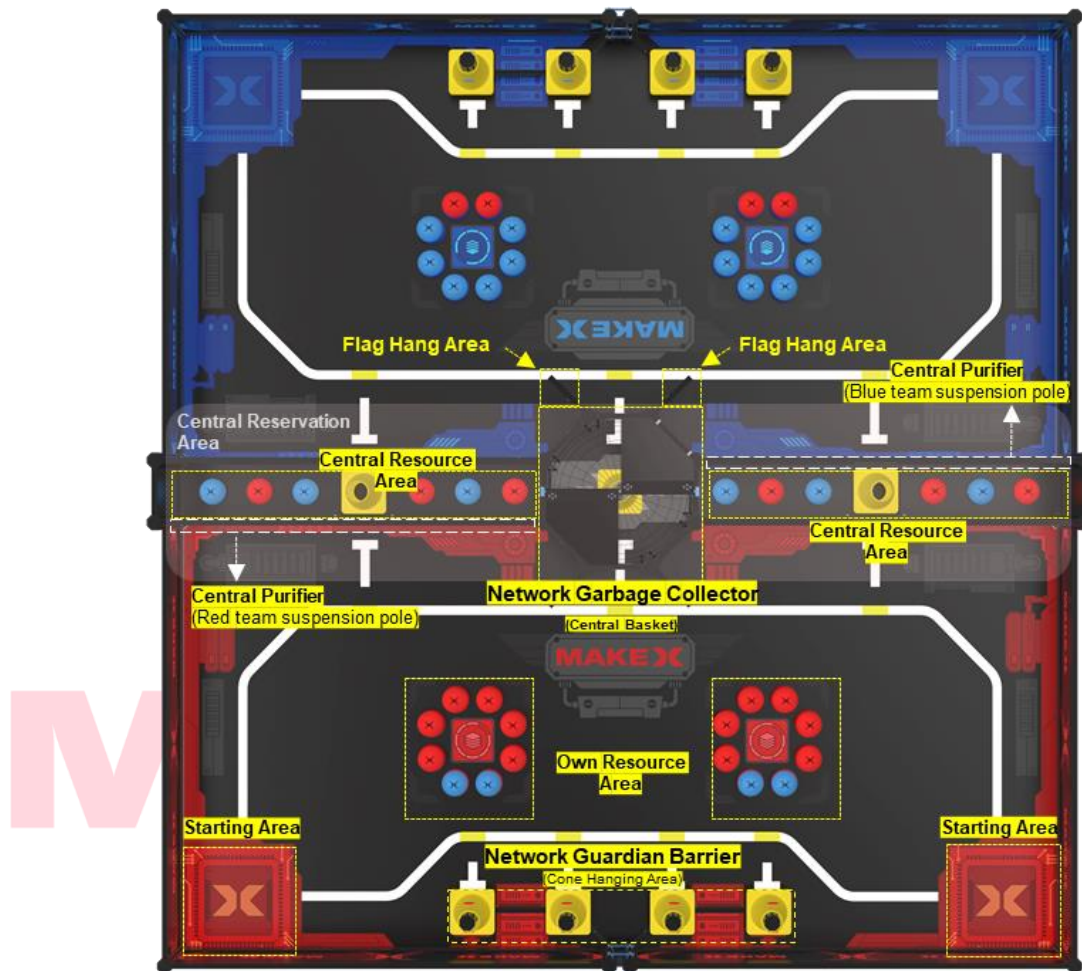 MAKE X
Flag Hang Area
Flag Hang Area
Central Purifier
(Blue team suspension pole)
Central Reservation
Area
Central Resource
Area
Central Resource
Area
Central Purifier
(Red team suspension pole)
Network Garbage Collector
(Central Basket)
MAKE X
Own Resource
Area
M
Starting Area
Starting Area
Network Guardian Barrier
(Cone Hanging Area)